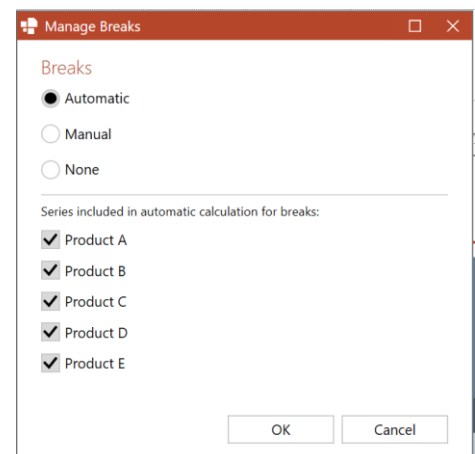 Manage Breaks
Breaks
Automatic
Manual
None
Series included in automatic calculation for breaks:
Product A
Product B
Product C
Product D
Product E
OK Cancel